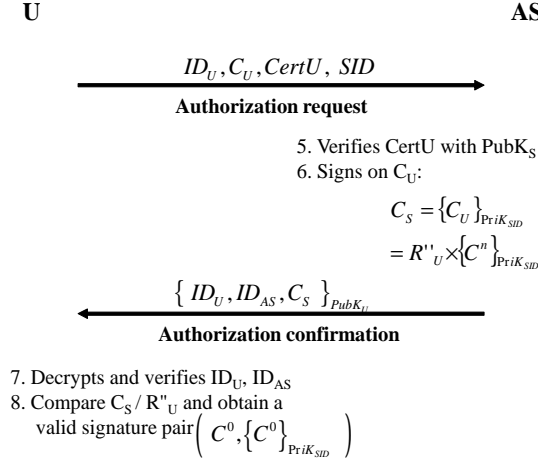 U AS
ID_U, C_U, CertU, SID
Authorization request
5. Verifies CertU with PubK_S
6. Signs on C_U:
C_S = {C_U}_PriK_SID
= R''_U × {C^n}_PriK_SID
{ ID_U, ID_AS, C_S }_PubK_U
Authorization confirmation
7. Decrypts and verifies ID_U, ID_AS
8. Compare C_S / R"_U and obtain a
valid signature pair ( C^0, {C^0}_PriK_SID )